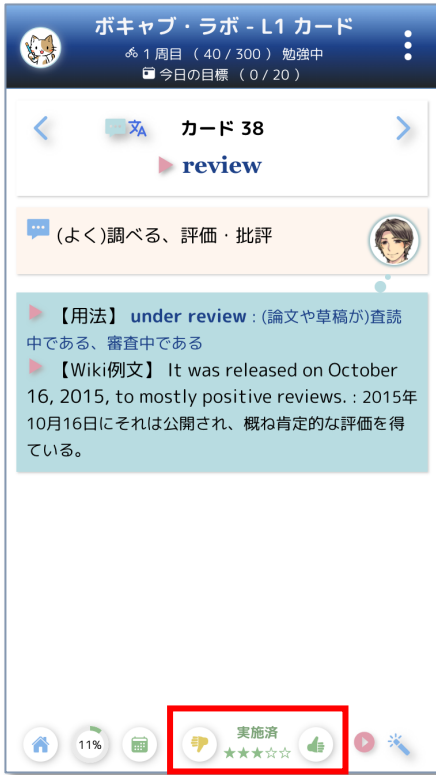 ボキャブ・ラボ - L1 カード
1 周目 ( 40 / 300 ) 勉強中
今日の目標 ( 0 / 20 )
カード 38
review
(よく)調べる、評価・批評
【用法】 under review : (論文や草稿が)査読
中である、審査中である
【Wiki例文】 It was released on October
16, 2015, to mostly positive reviews. : 2015年
10月16日にそれは公開され、概ね肯定的な評価を得
ている。
11%
実施済
★★★☆☆